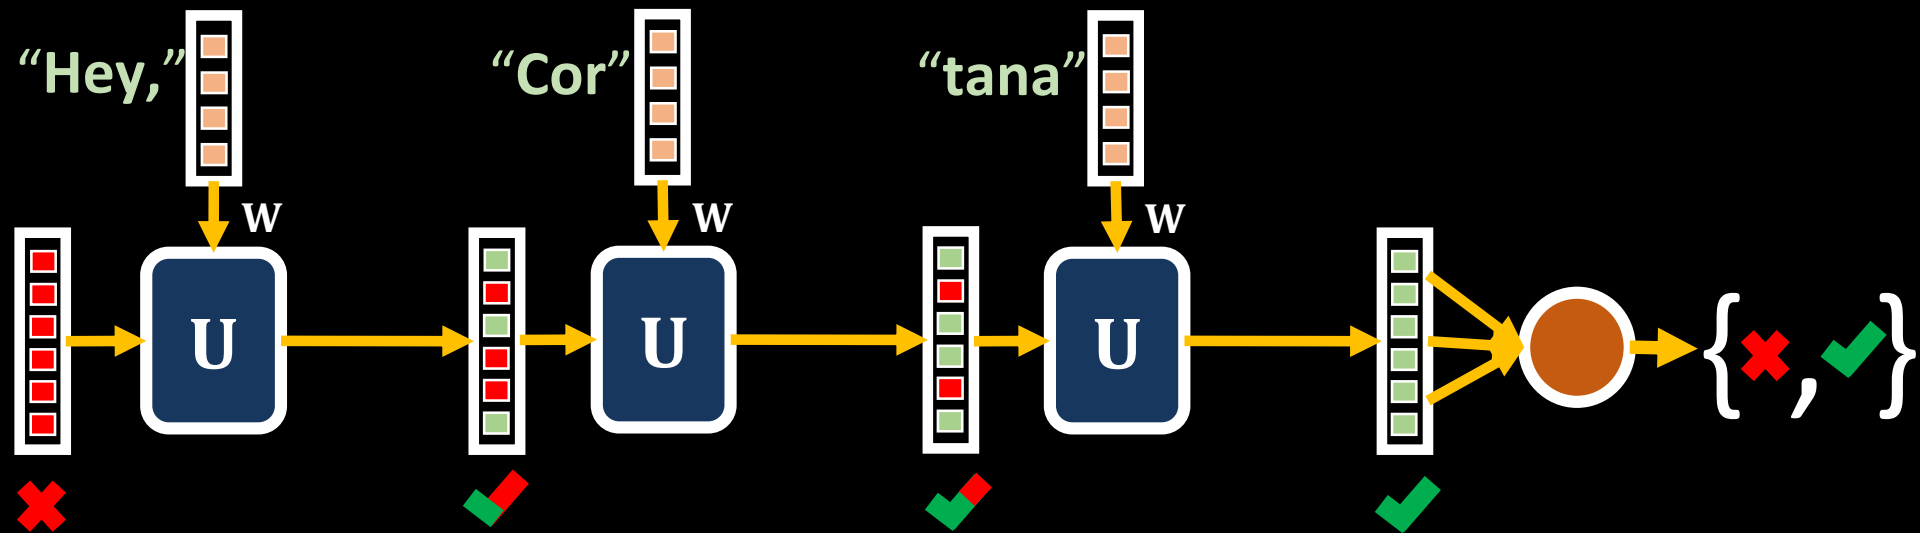 “Hey,”
“Cor”
“tana”
W
W
W
U
U
U
{ , }